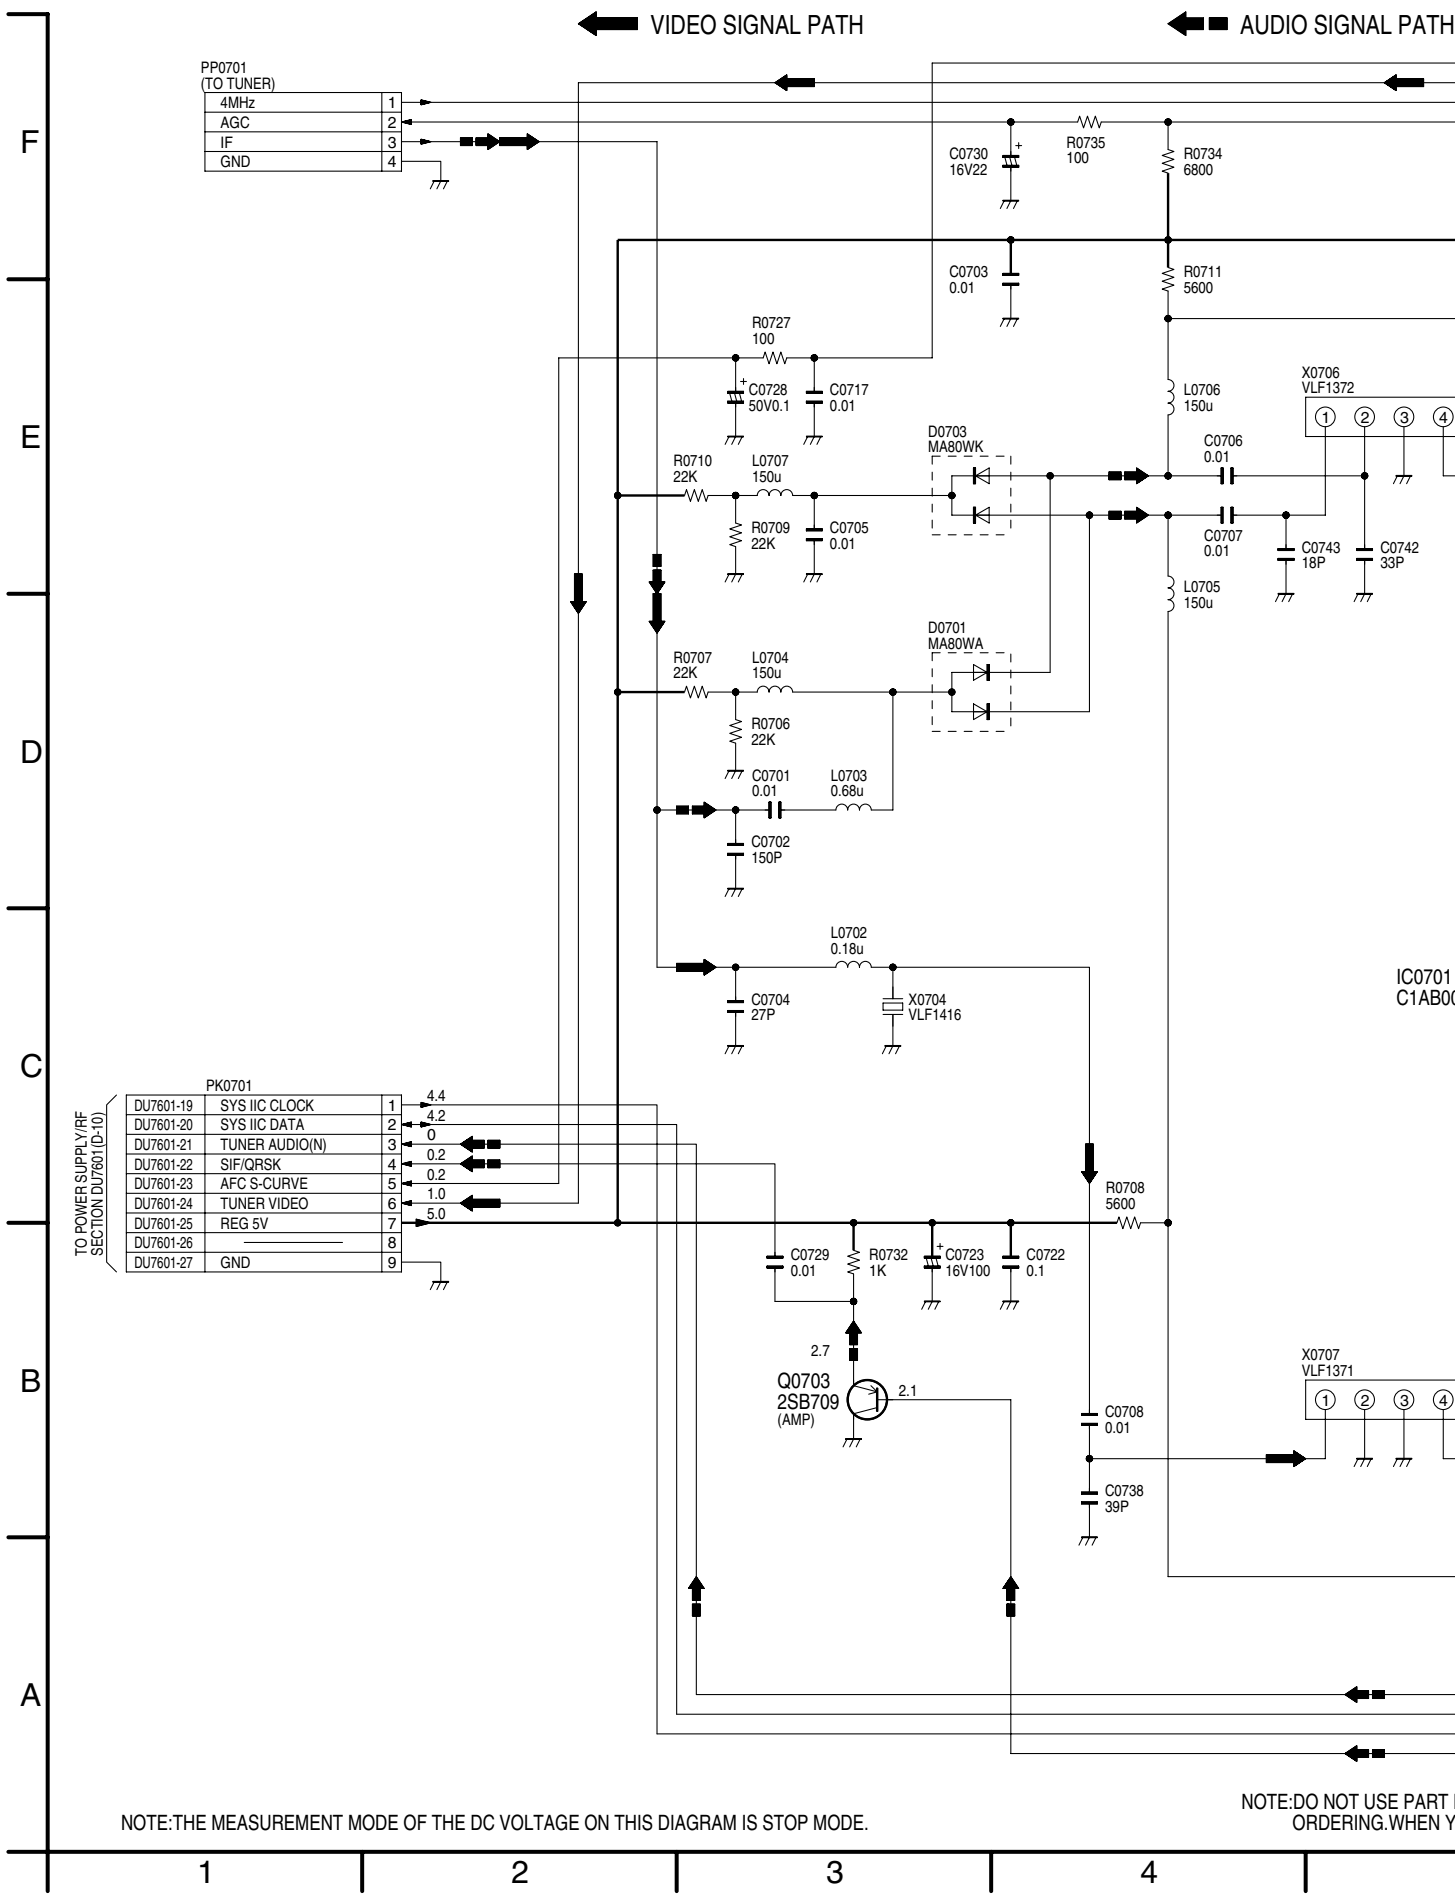 VIDEO SIGNAL PATH
AUDIO SIGNAL PATH
PP0701
(TO TUNER)
4MHz 1
AGC 2
IF 3
GND 4
F
C0730
16V22
+
R0735
100
R0734
6800
C0703
0.01
R0711
5600
R0727
100
+
C0728
50V0.1
C0717
0.01
L0706
150u
X0706
VLF1372
1 2 3 4
E
D0703
MA80WK
C0706
0.01
R0710
22K
L0707
150u
R0709
22K
C0705
0.01
C0707
0.01
C0743
18P
C0742
33P
L0705
150u
D0701
MA80WA
R0707
22K
L0704
150u
R0706
22K
D
C0701
0.01
L0703
0.68u
C0702
150P
L0702
0.18u
C0704
27P
X0704
VLF1416
IC0701
C
PK0701
TO POWER SUPPLY/RF
SECTION DU7601(D-10)
DU7601-19 SYS IIC CLOCK 1 4.4
DU7601-20 SYS IIC DATA 2 4.2
DU7601-21 TUNER AUDIO(N) 3 0
DU7601-22 SIF/QRSK 4 0.2
DU7601-23 AFC S-CURVE 5 0.2
DU7601-24 TUNER VIDEO 6 1.0
DU7601-25 REG 5V 7 5.0
DU7601-26 8
DU7601-27 GND 9
R0708
5600
C0729
0.01
R0732
1K
+
C0723
16V100
C0722
0.1
2.7
Q0703
2SB709
(AMP)
2.1
B
X0707
VLF1371
1 2 3 4
C0708
0.01
C0738
39P
A
NOTE:THE MEASUREMENT MODE OF THE DC VOLTAGE ON THIS DIAGRAM IS STOP MODE.
NOTE:DO NOT USE PART
ORDERING.WHEN
1 2 3 4